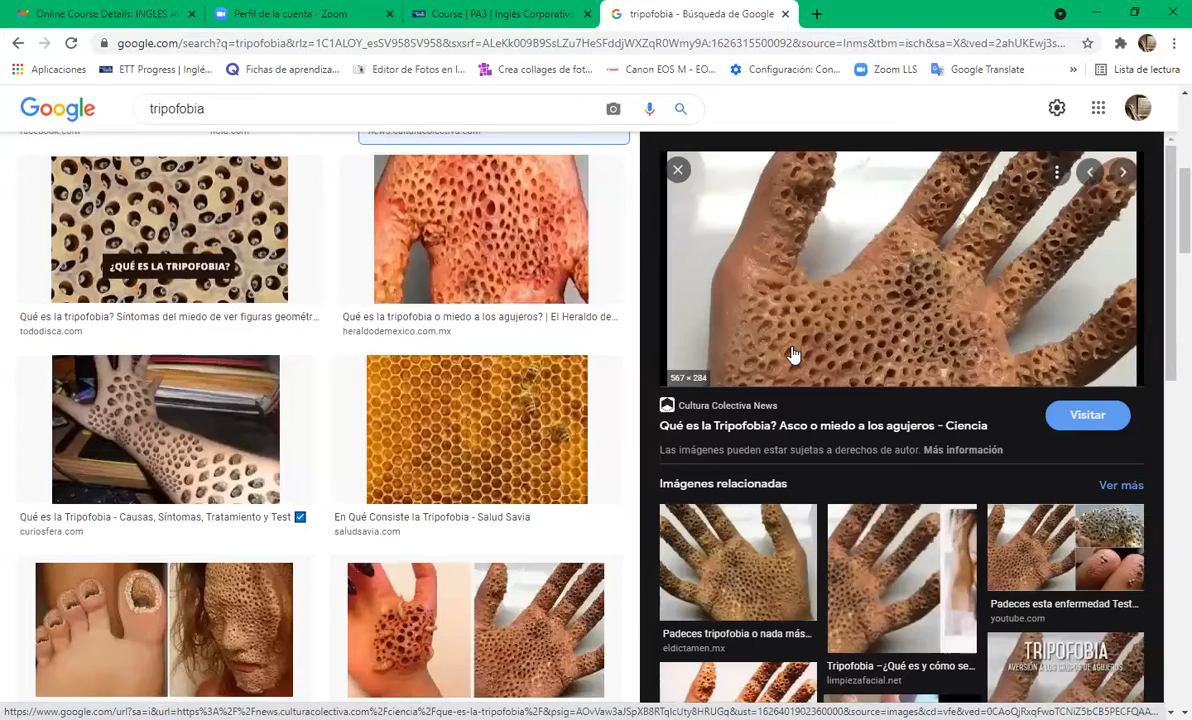 Online Course Details: INGLES A
Perfil de la cuenta - Zoom
Course | PA3 | Inglés Corporativo
tripofobia - Búsqueda de Google
google.com/search?q=tripofobia&rlz=1C1ALOY_esSV958SV958&sxsrf=ALeKk009B9SsLZu7HeSFddjWXZqR0Wmy9A:1626315500092&source=lnms&tbm=isch&sa=X&ved=2ahUKEwj3s...
Aplicaciones
ETT Progress | Inglé...
Fichas de aprendiza...
Editor de Fotos en l...
Crea collages de fot...
Canon EOS M - EO...
Configuración: Con...
Zoom LLS
Google Translate
»
Lista de lectura
Google
tripofobia
¿QUÉ ES LA TRIPOFOBIA?
Qué es la tripofobia? Síntomas del miedo de ver figuras geométr...
tododisca.com
Qué es la tripofobia o miedo a los agujeros? | El Heraldo de...
heraldodemexico.com.mx
Qué es la Tripofobia - Causas, Síntomas, Tratamiento y Test
curiosfera.com
En Qué Consiste la Tripofobia - Salud Savia
saludsavia.com
567 × 284
Cultura Colectiva News
Qué es la Tripofobia? Asco o miedo a los agujeros - Ciencia
Visitar
Las imágenes pueden estar sujetas a derechos de autor. Más información
Imágenes relacionadas
Ver más
Padeces tripofobia o nada más...
eldictamen.mx
Tripofobia –¿Qué es y cómo se...
limpiezafacial.net
Padeces esta enfermedad Test...
youtube.com
TRIPOFOBIA
AVERSIÓN A LOS GRUPOS DE AGUJEROS